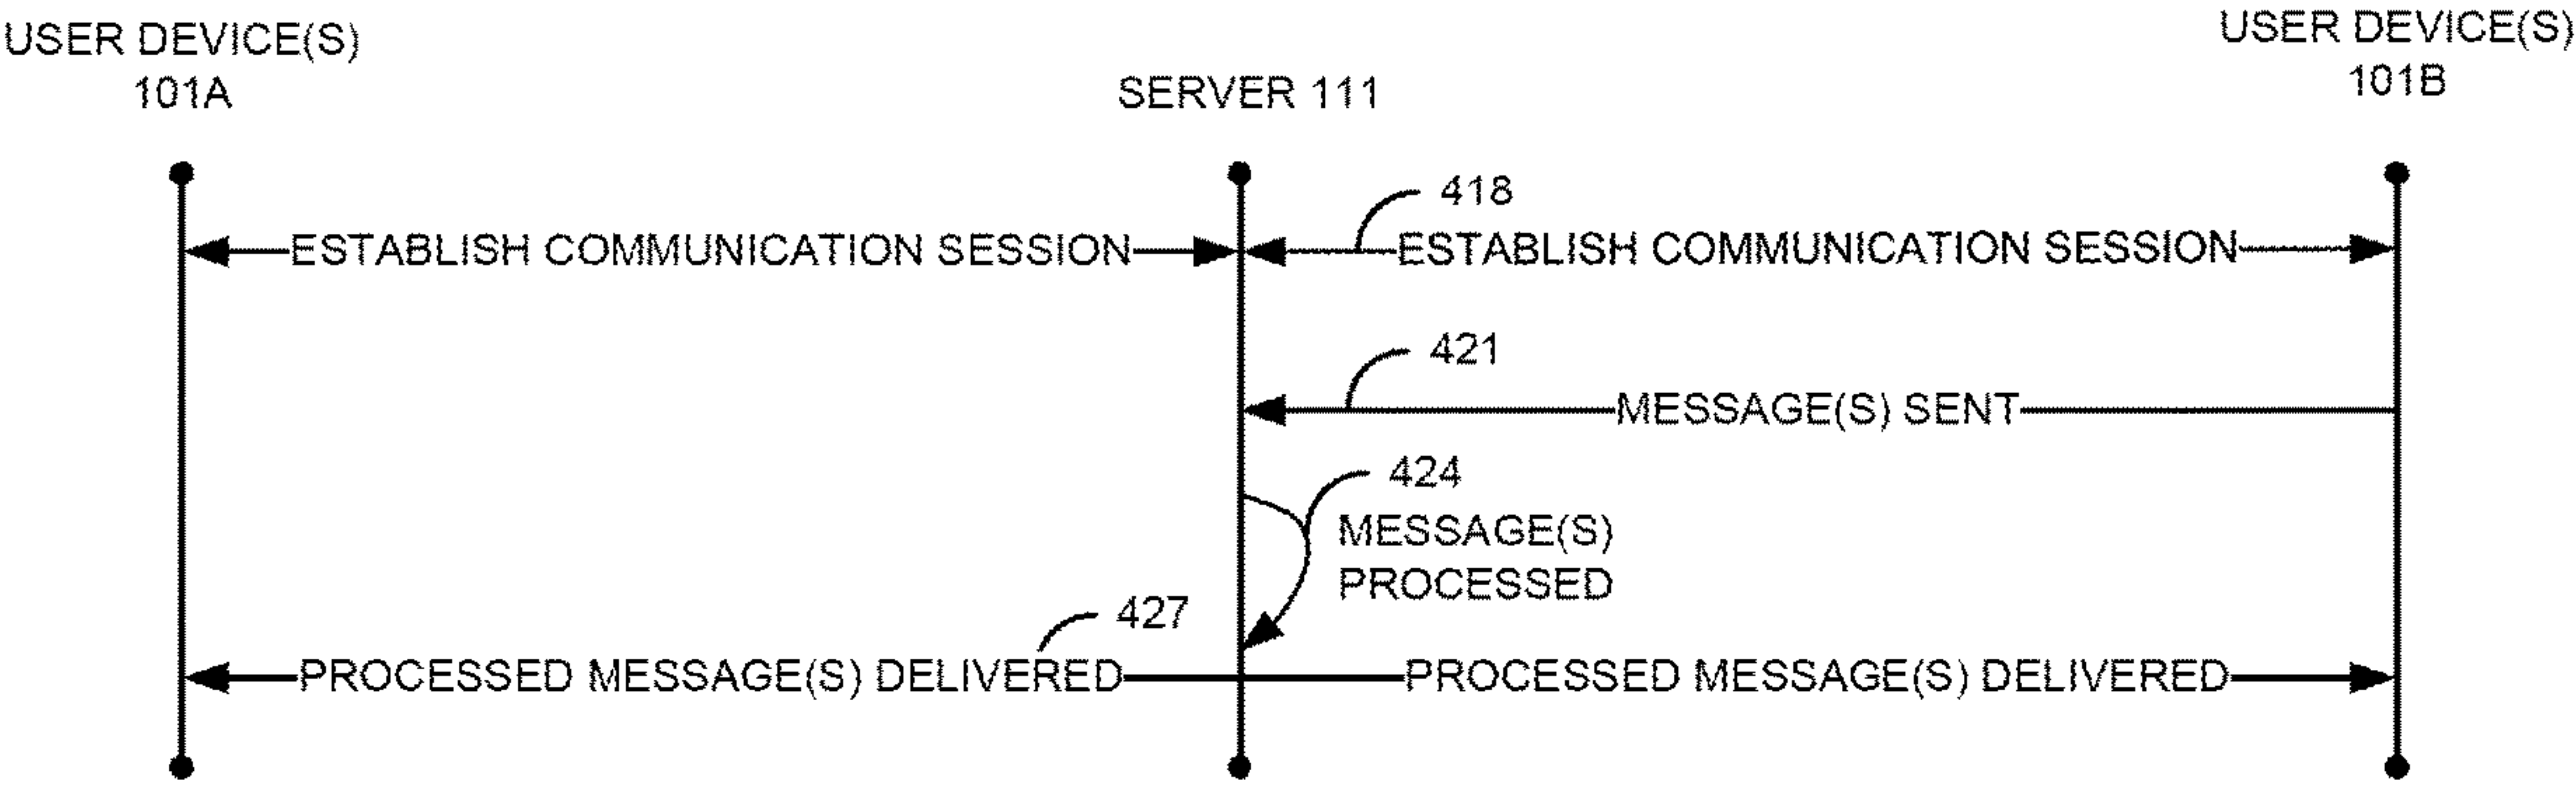 USER DEVICE(S)
101A
SERVER 111
USER DEVICE(S)
101B
418
ESTABLISH COMMUNICATION SESSION
ESTABLISH COMMUNICATION SESSION
421
MESSAGE(S) SENT
424
MESSAGE(S)
PROCESSED
427
PROCESSED MESSAGE(S) DELIVERED
PROCESSED MESSAGE(S) DELIVERED